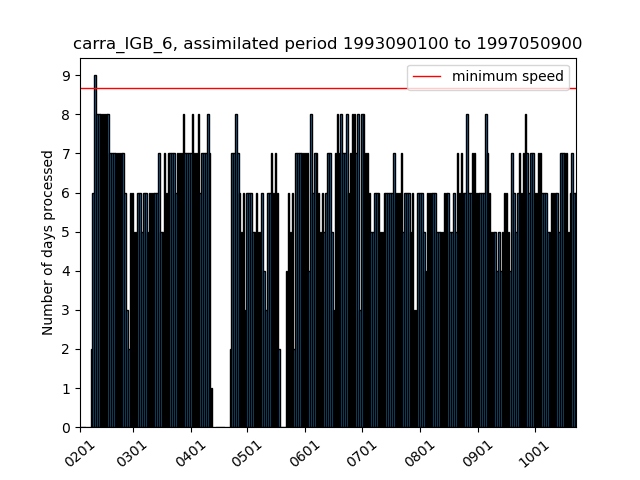 carra_IGB_6, assimilated period 1993090100 to 1997050900
minimum speed
Number of days processed
9
8
7
6
5
4
3
2
1
0
0201 0301 0401 0501 0601 0701 0801 0901 1001